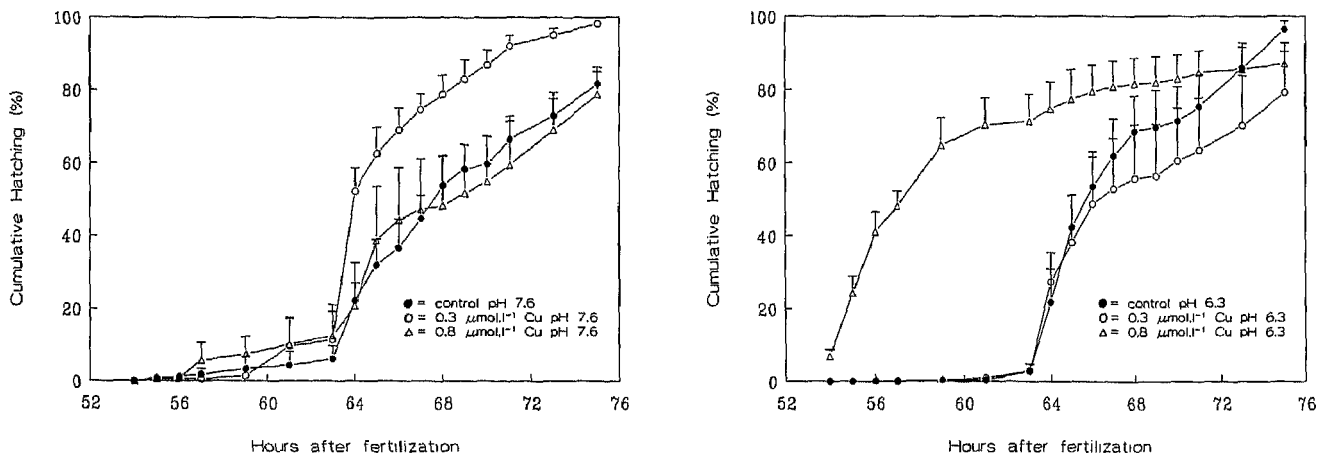 Cumulative Hatching (%)
100
80
60
40
20
0
52 56 60 64 68 72 76
Hours after fertilization
●= control pH 7.6
○= 0.3 μmol.l⁻¹ Cu pH 7.6
△= 0.8 μmol.l⁻¹ Cu pH 7.6
Cumulative Hatching (%)
100
80
60
40
20
0
52 56 60 64 68 72 76
Hours after fertilization
●= control pH 6.3
○= 0.3 μmol.l⁻¹ Cu pH 6.3
△= 0.8 μmol.l⁻¹ Cu pH 6.3